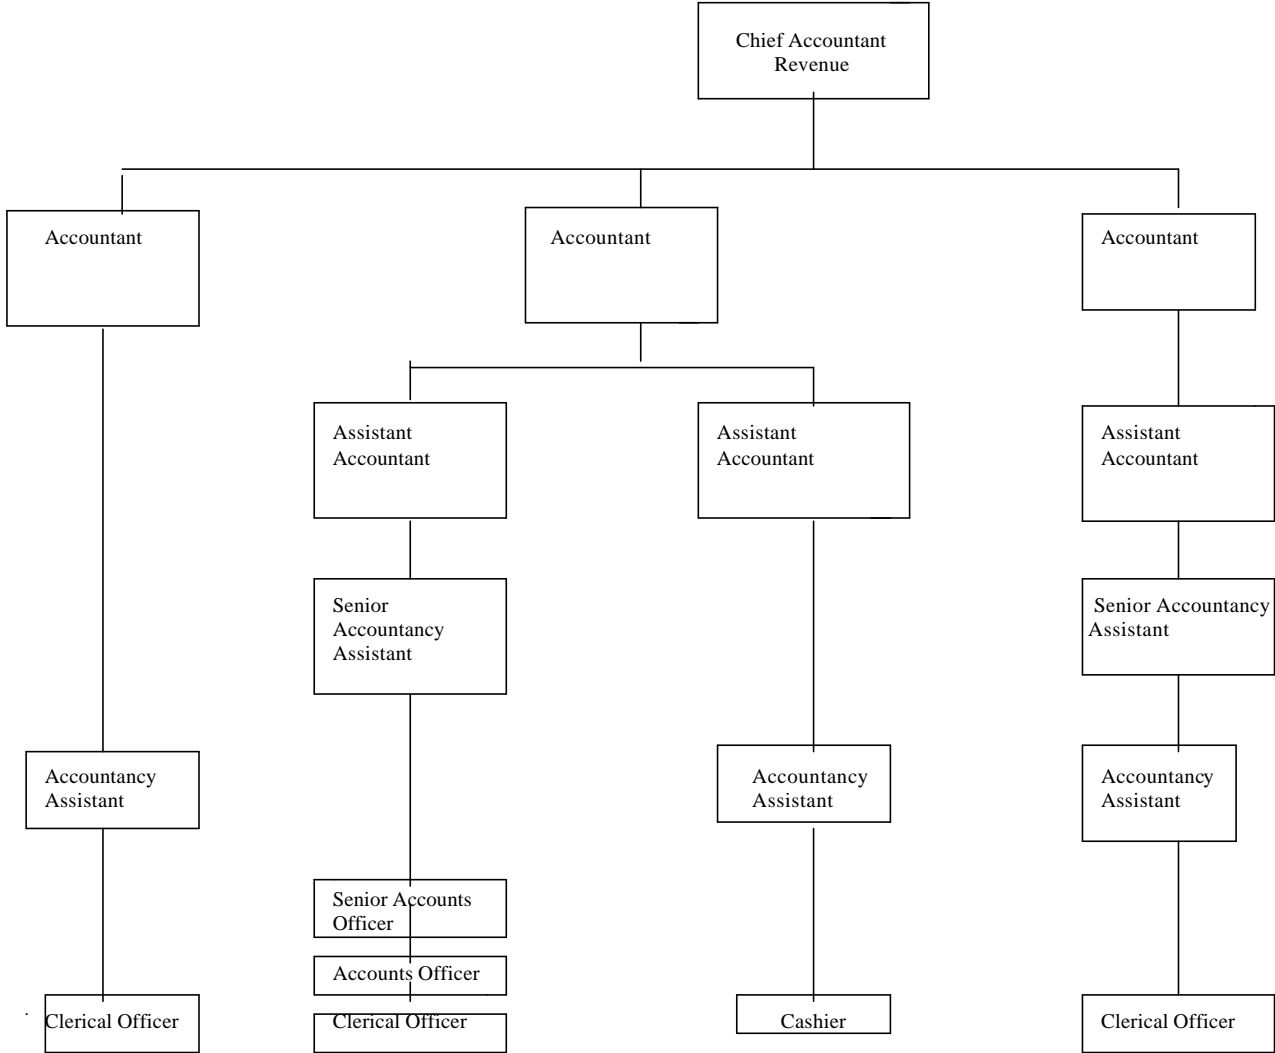 Chief Accountant
Revenue
Accountant
Accountant
Accountant
Assistant
Accountant
Assistant
Accountant
Assistant
Accountant
Senior
Accountancy
Assistant
Senior Accountancy
Assistant
Accountancy
Assistant
Accountancy
Assistant
Accountancy
Assistant
Senior Accounts
Officer
Accounts Officer
Clerical Officer
Clerical Officer
Cashier
Clerical Officer